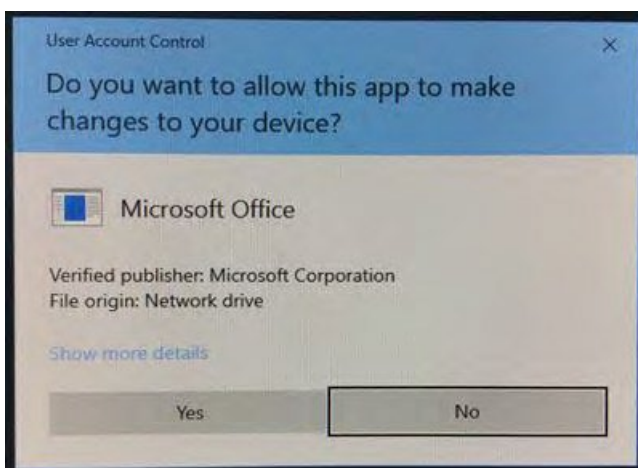 User Account Control
Do you want to allow this app to make
changes to your device?
Microsoft Office
Verified publisher: Microsoft Corporation
File origin: Network drive
Show more details
Yes
No